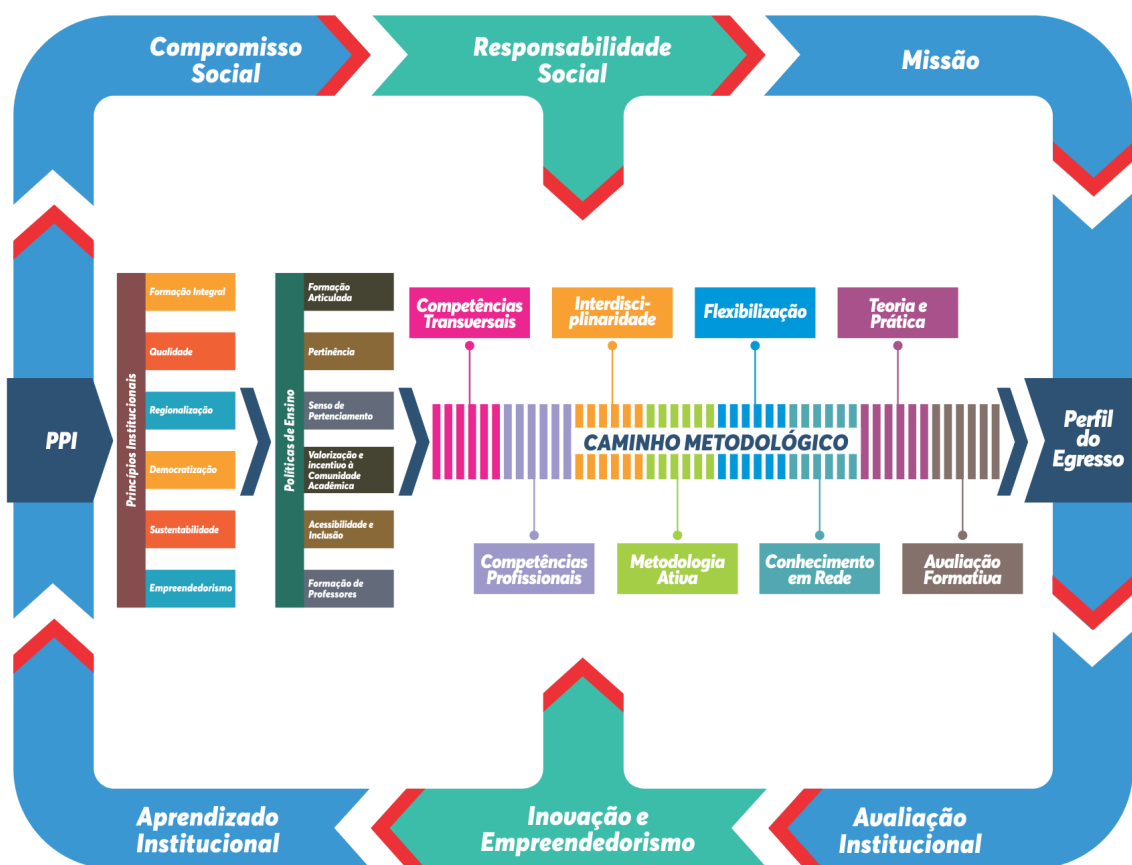 Compromisso
Social
Responsabilidade
Social
Missão
PPI
Princípios Institucionais
Formação Integral
Qualidade
Regionalização
Democratização
Sustentabilidade
Empreendedorismo
Políticas de Ensino
Formação
Articulada
Pertinência
Senso de
Pertenciamento
Valorização e
incentivo à
Comunidade
Acadêmica
Acessibilidade e
Inclusão
Formação de
Professores
Competências
Transversais
Interdisci-
plinaridade
Flexibilização
Teoria e
Prática
CAMINHO METODOLÓGICO
Competências
Profissionais
Metodologia
Ativa
Conhecimento
em Rede
Avaliação
Formativa
Perfil
do
Egresso
Aprendizado
Institucional
Inovação e
Empreendedorismo
Avaliação
Institucional